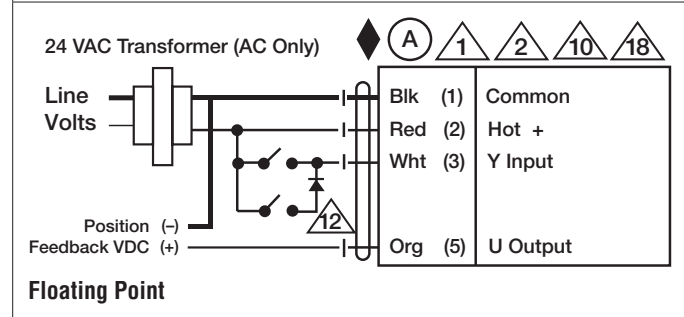 24 VAC Transformer (AC Only)
A 1 2 10 18
Line
Volts
Blk (1) Common
Red (2) Hot +
Wht (3) Y Input
12
Position (–)
Feedback VDC (+)
Org (5) U Output
Floating Point